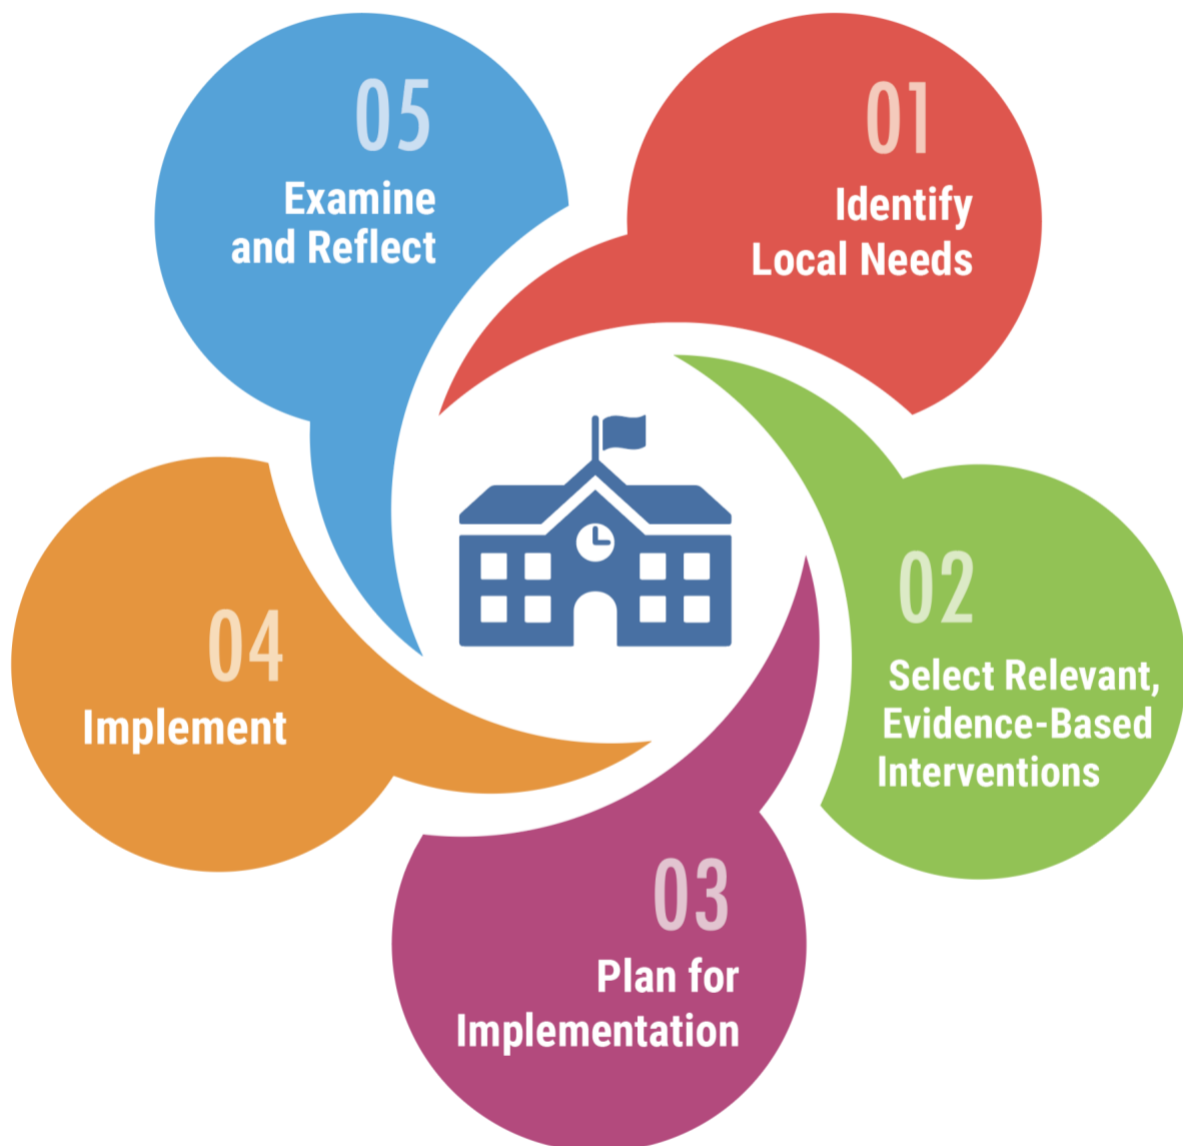 01
Identify
Local Needs
02
Select Relevant,
Evidence-Based
Interventions
03
Plan for
Implementation
04
Implement
05
Examine
and Reflect